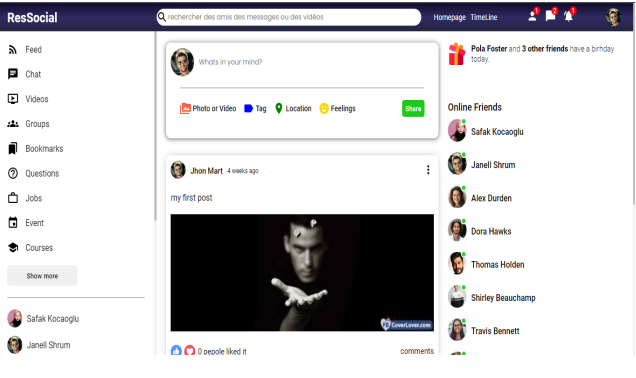 ResSocial
rechercher des amis des messages ou des vidéos
Homepage TimeLine
1
2
1
Feed
Chat
Videos
Groups
Bookmarks
Questions
Jobs
Event
Courses
Show more
Safak Kocaoglu
Janell Shrum
Whats in your mind?
Photo or Video
Tag
Location
Feelings
Share
Jhon Mart 4 weeks ago
my first post
CoverLover.com
0 pepole liked it
comments
Pola Foster and 3 other friends have a birhday
today.
Online Friends
Safak Kocaoglu
Janell Shrum
Alex Durden
Dora Hawks
Thomas Holden
Shirley Beauchamp
Travis Bennett